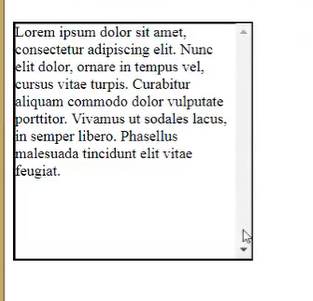 Lorem ipsum dolor sit amet,
consectetur adipiscing elit. Nunc
elit dolor, ornare in tempus vel,
cursus vitae turpis. Curabitur
aliquam commodo dolor vulputate
porttitor. Vivamus ut sodales lacus,
in semper libero. Phasellus
malesuada tincidunt elit vitae
feugiat.